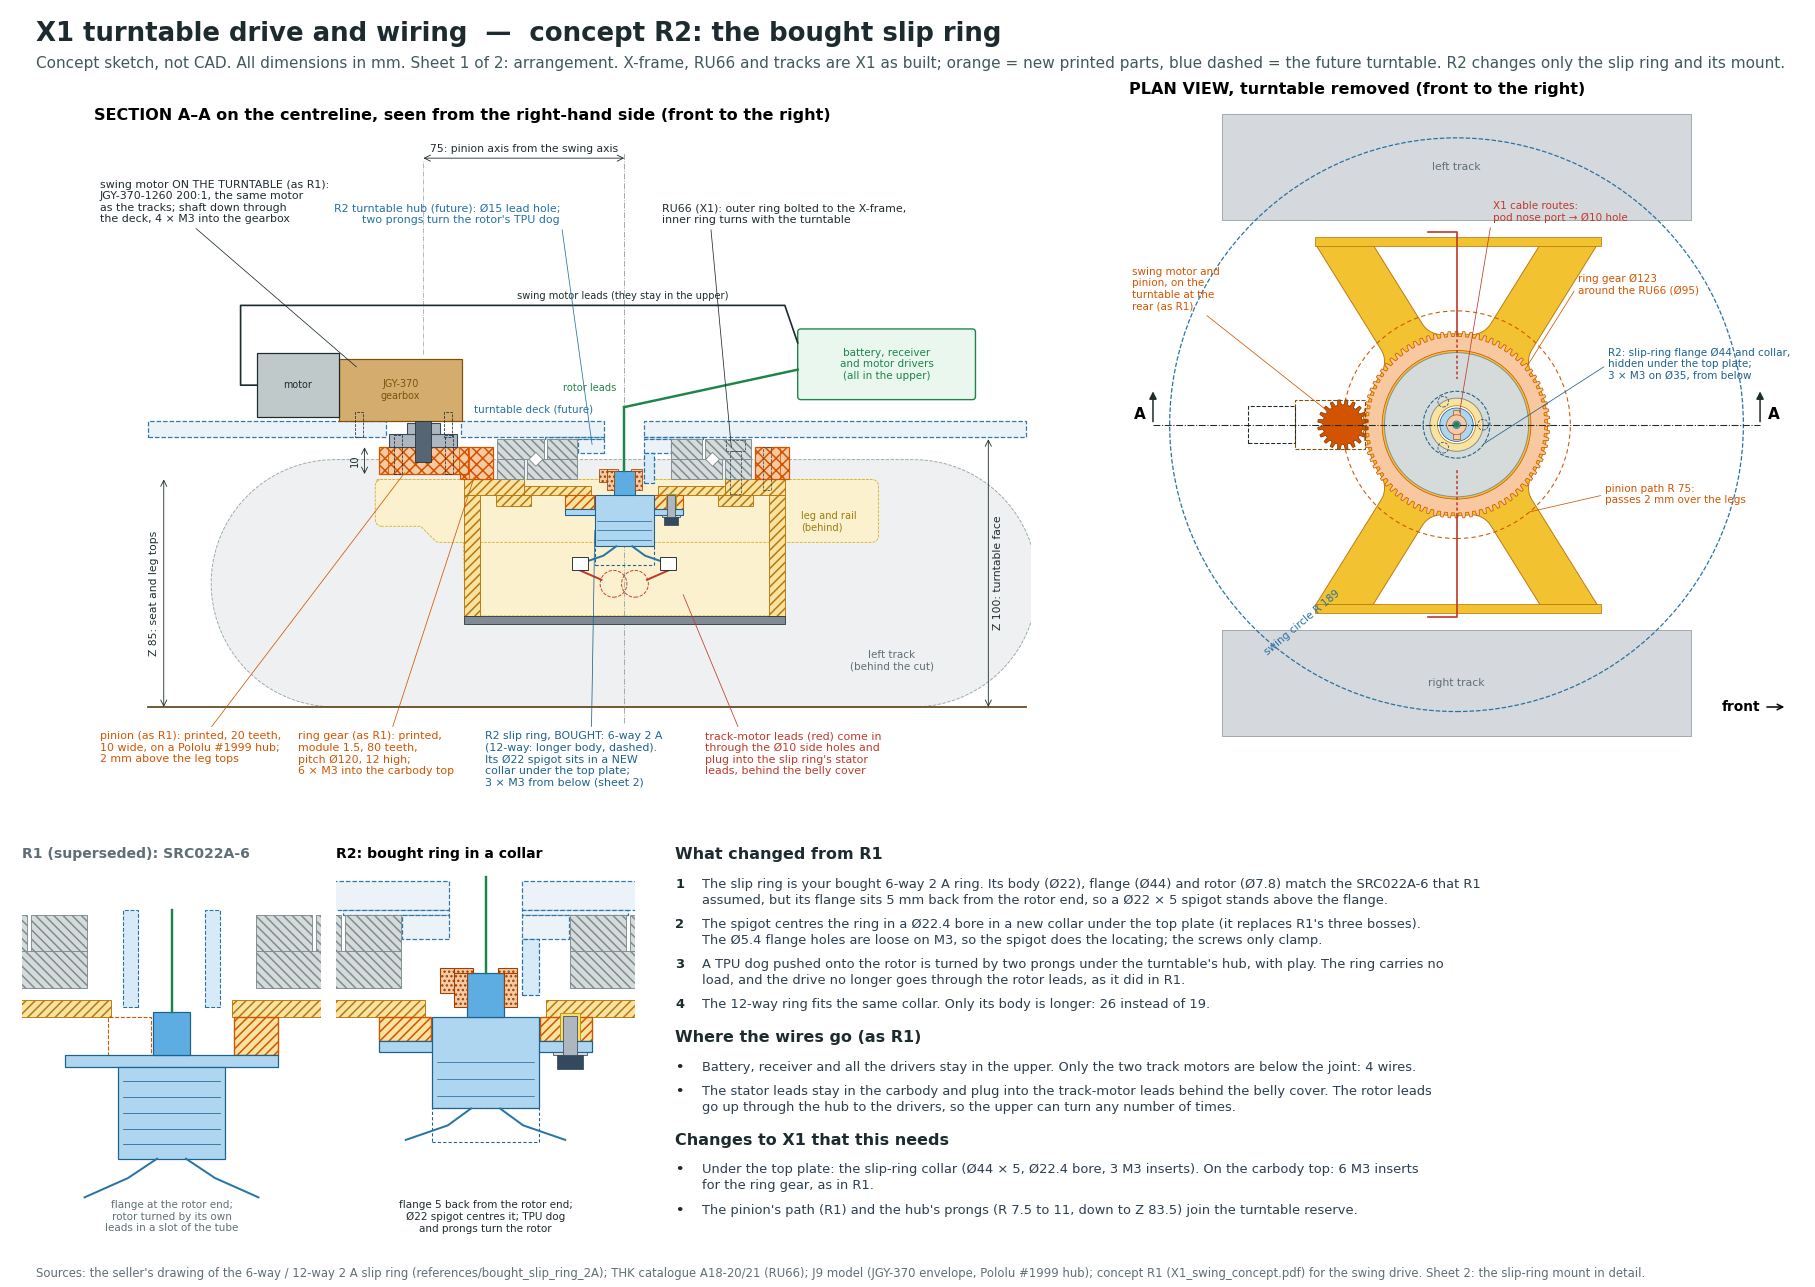 X1 turntable drive and wiring — concept R2: the bought slip ring
Concept sketch, not CAD. All dimensions in mm. Sheet 1 of 2: arrangement. X-frame, RU66 and tracks are X1 as built; orange = new printed parts, blue dashed = the future turntable. R2 changes only the slip ring and its mount.
SECTION A–A on the centreline, seen from the right-hand side (front to the right)
75: pinion axis from the swing axis
swing motor ON THE TURNTABLE (as R1):
JGY-370-1260 200:1, the same motor
as the tracks; shaft down through
the deck, 4 × M3 into the gearbox
R2 turntable hub (future): Ø15 lead hole;
two prongs turn the rotor's TPU dog
RU66 (X1): outer ring bolted to the X-frame,
inner ring turns with the turntable
swing motor leads (they stay in the upper)
battery, receiver
and motor drivers
(all in the upper)
motor
JGY-370
gearbox
rotor leads
turntable deck (future)
10
leg and rail
(behind)
Z 85: seat and leg tops
Z 100: turntable face
left track
(behind the cut)
pinion (as R1): printed, 20 teeth,
10 wide, on a Pololu #1999 hub;
2 mm above the leg tops
ring gear (as R1): printed,
module 1.5, 80 teeth,
pitch Ø120, 12 high;
6 × M3 into the carbody top
R2 slip ring, BOUGHT: 6-way 2 A
(12-way: longer body, dashed).
Its Ø22 spigot sits in a NEW
collar under the top plate;
3 × M3 from below (sheet 2)
track-motor leads (red) come in
through the Ø10 side holes and
plug into the slip ring's stator
leads, behind the belly cover
PLAN VIEW, turntable removed (front to the right)
left track
X1 cable routes:
pod nose port → Ø10 hole
swing motor and
pinion, on the
turntable at the
rear (as R1)
ring gear Ø123
around the RU66 (Ø95)
R2: slip-ring flange Ø44 and collar,
hidden under the top plate;
3 × M3 on Ø35, from below
A
A
pinion path R 75:
passes 2 mm over the legs
swing circle R 189
right track
front
R1 (superseded): SRC022A-6
flange at the rotor end;
rotor turned by its own
leads in a slot of the tube
R2: bought ring in a collar
flange 5 back from the rotor end;
Ø22 spigot centres it; TPU dog
and prongs turn the rotor
What changed from R1
1 The slip ring is your bought 6-way 2 A ring. Its body (Ø22), flange (Ø44) and rotor (Ø7.8) match the SRC022A-6 that R1
assumed, but its flange sits 5 mm back from the rotor end, so a Ø22 × 5 spigot stands above the flange.
2 The spigot centres the ring in a Ø22.4 bore in a new collar under the top plate (it replaces R1's three bosses).
The Ø5.4 flange holes are loose on M3, so the spigot does the locating; the screws only clamp.
3 A TPU dog pushed onto the rotor is turned by two prongs under the turntable's hub, with play. The ring carries no
load, and the drive no longer goes through the rotor leads, as it did in R1.
4 The 12-way ring fits the same collar. Only its body is longer: 26 instead of 19.
Where the wires go (as R1)
• Battery, receiver and all the drivers stay in the upper. Only the two track motors are below the joint: 4 wires.
• The stator leads stay in the carbody and plug into the track-motor leads behind the belly cover. The rotor leads
go up through the hub to the drivers, so the upper can turn any number of times.
Changes to X1 that this needs
• Under the top plate: the slip-ring collar (Ø44 × 5, Ø22.4 bore, 3 M3 inserts). On the carbody top: 6 M3 inserts
for the ring gear, as in R1.
• The pinion's path (R1) and the hub's prongs (R 7.5 to 11, down to Z 83.5) join the turntable reserve.
Sources: the seller's drawing of the 6-way / 12-way 2 A slip ring (references/bought_slip_ring_2A); THK catalogue A18-20/21 (RU66); J9 model (JGY-370 envelope, Pololu #1999 hub); concept R1 (X1_swing_concept.pdf) for the swing drive. Sheet 2: the slip-ring mount in detail.